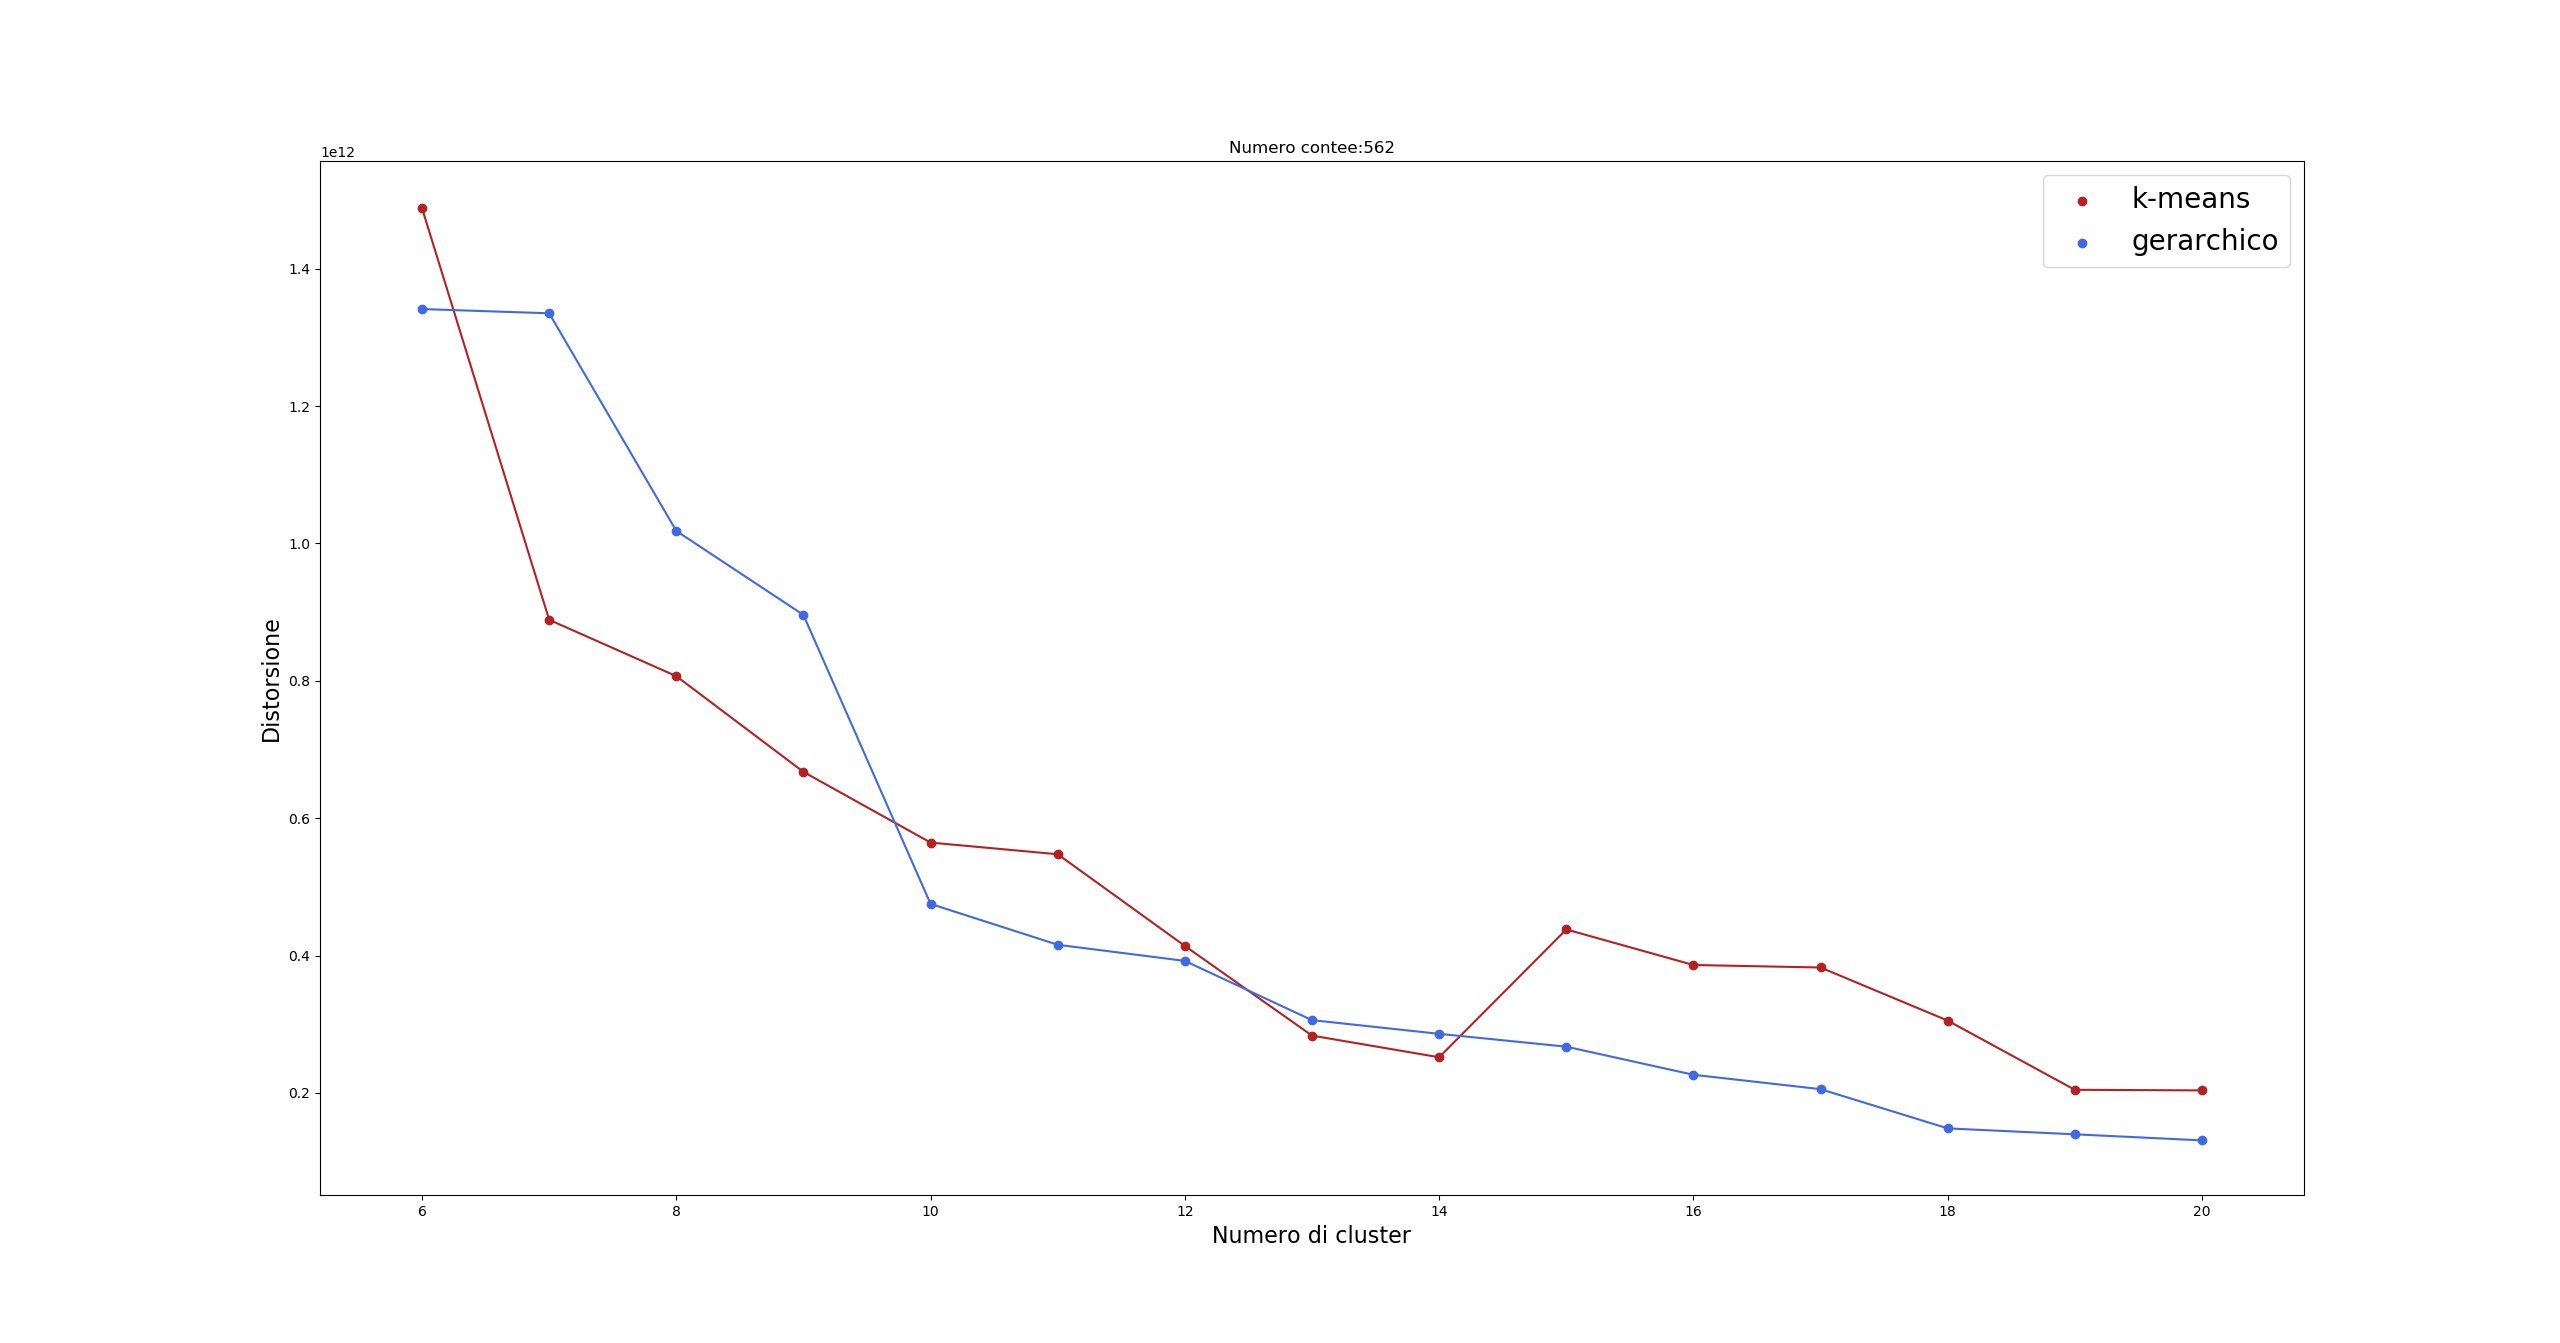 Numero contee:562
1e12
k-means
gerarchico
1.4
1.2
1.0
0.8
0.6
0.4
0.2
Distorsione
6 8 10 12 14 16 18 20
Numero di cluster